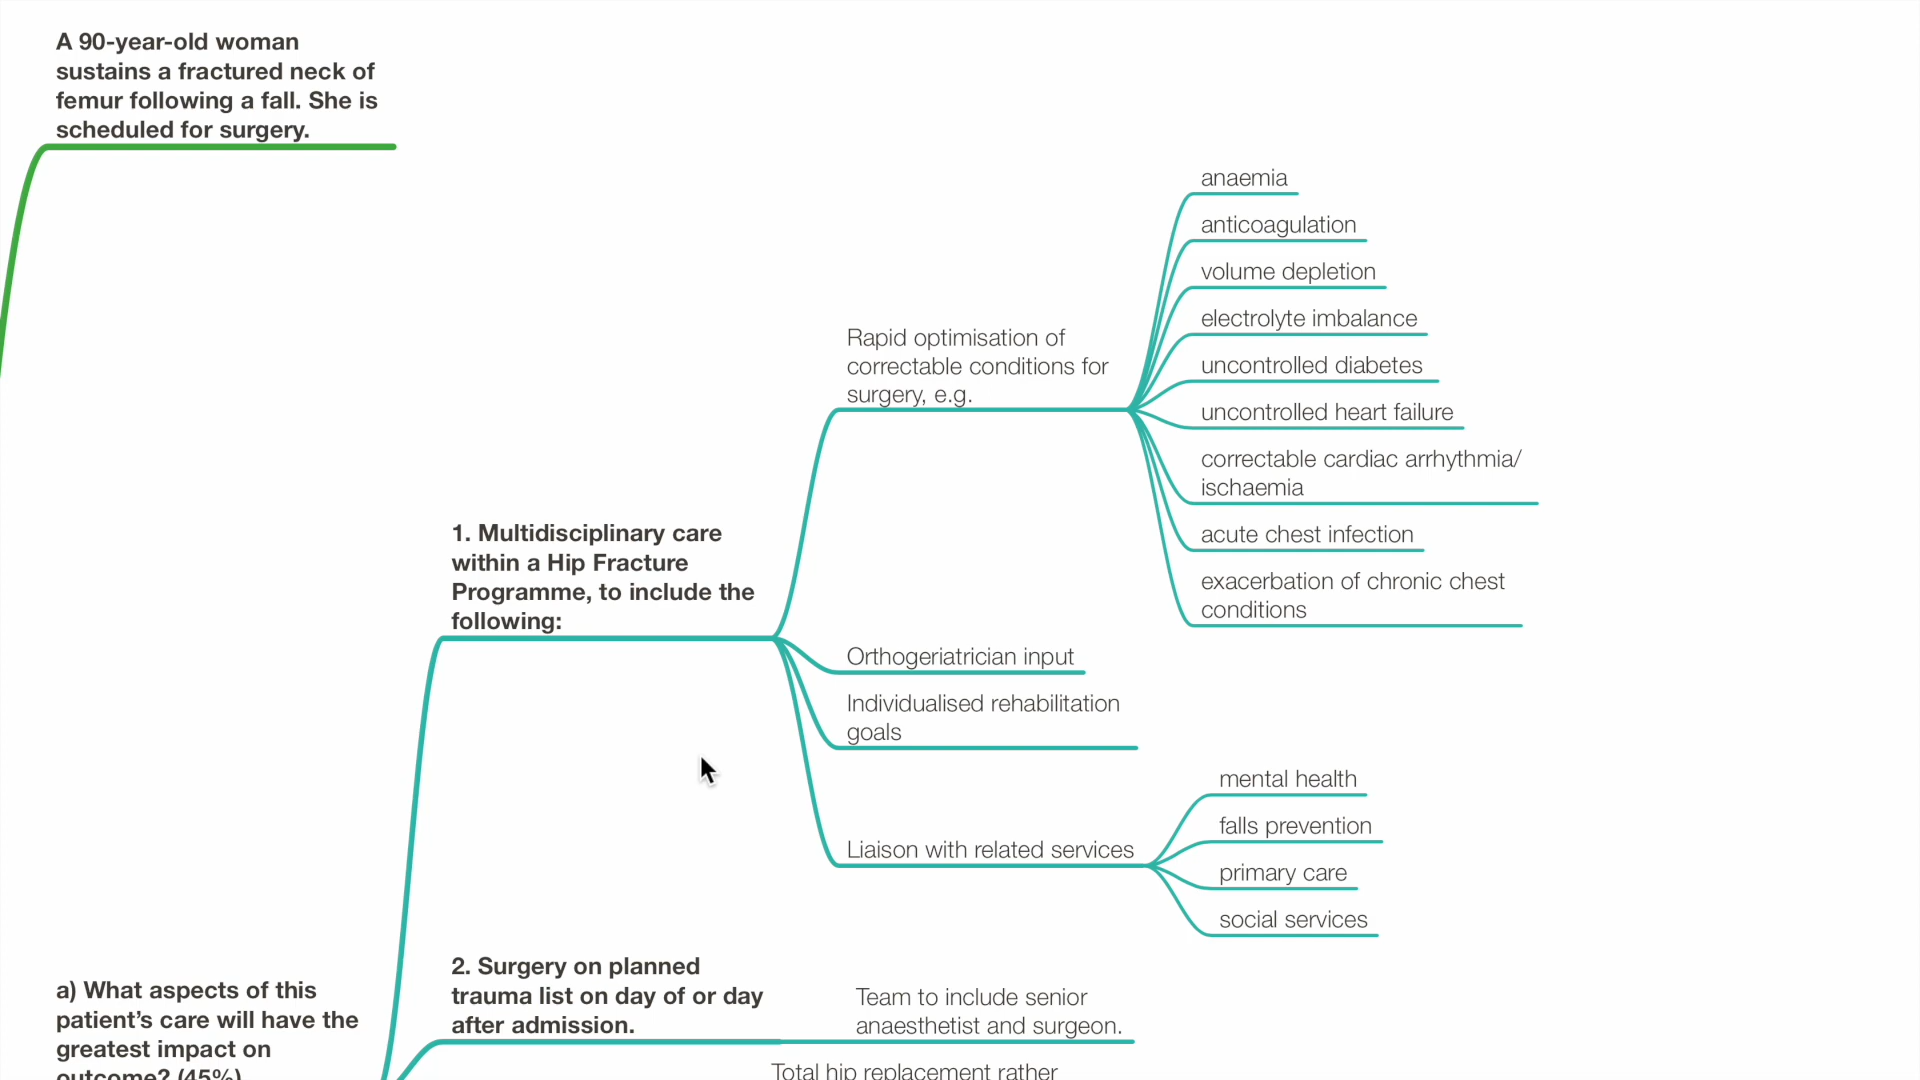 A 90-year-old woman
sustains a fractured neck of
femur following a fall. She is
scheduled for surgery.
anaemia
anticoagulation
volume depletion
electrolyte imbalance
Rapid optimisation of
correctable conditions for
surgery, e.g.
uncontrolled diabetes
uncontrolled heart failure
correctable cardiac arrhythmia/
ischaemia
acute chest infection
exacerbation of chronic chest
conditions
1. Multidisciplinary care
within a Hip Fracture
Programme, to include the
following:
Orthogeriatrician input
Individualised rehabilitation
goals
Liaison with related services
mental health
falls prevention
primary care
social services
a) What aspects of this
patient’s care will have the
greatest impact on
outcome? (45%)
2. Surgery on planned
trauma list on day of or day
after admission.
Team to include senior
anaesthetist and surgeon.
Total hip replacement rather